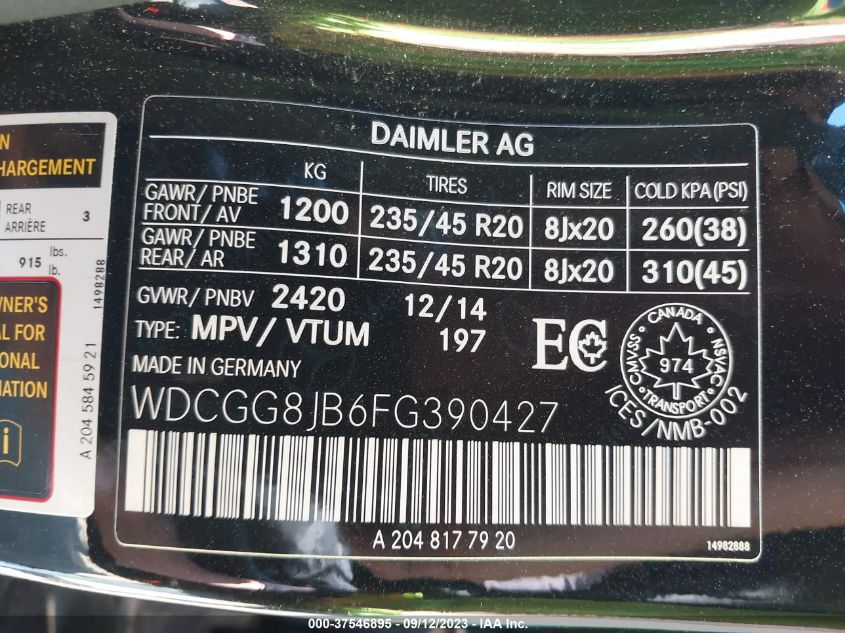 DAIMLER AG
KG TIRES RIM SIZE COLD KPA(PSI)
GAWR/ PNBE FRONT/ AV 1200 235/45 R20 8Jx20 260(38)
GAWR/ PNBE REAR/ AR 1310 235/45 R20 8Jx20 310(45)
GVWR/ PNBV 2420 12/14
TYPE: MPV/ VTUM 197
MADE IN GERMANY
WDCGG8JB6FG390427
A 204 817 79 20
14982888
EC
CANADA
CMVSS 974 NSVAC
TRANSPORT
ICES/NMB-002
N
HARGEMENT
REAR
ARRIÈRE 3
915 lbs.
lb.
1498288
WNER'S
AL FOR
IONAL
MATION
i
A 204 584 59 21
000-37546895 - 09/12/2023 - IAA Inc.